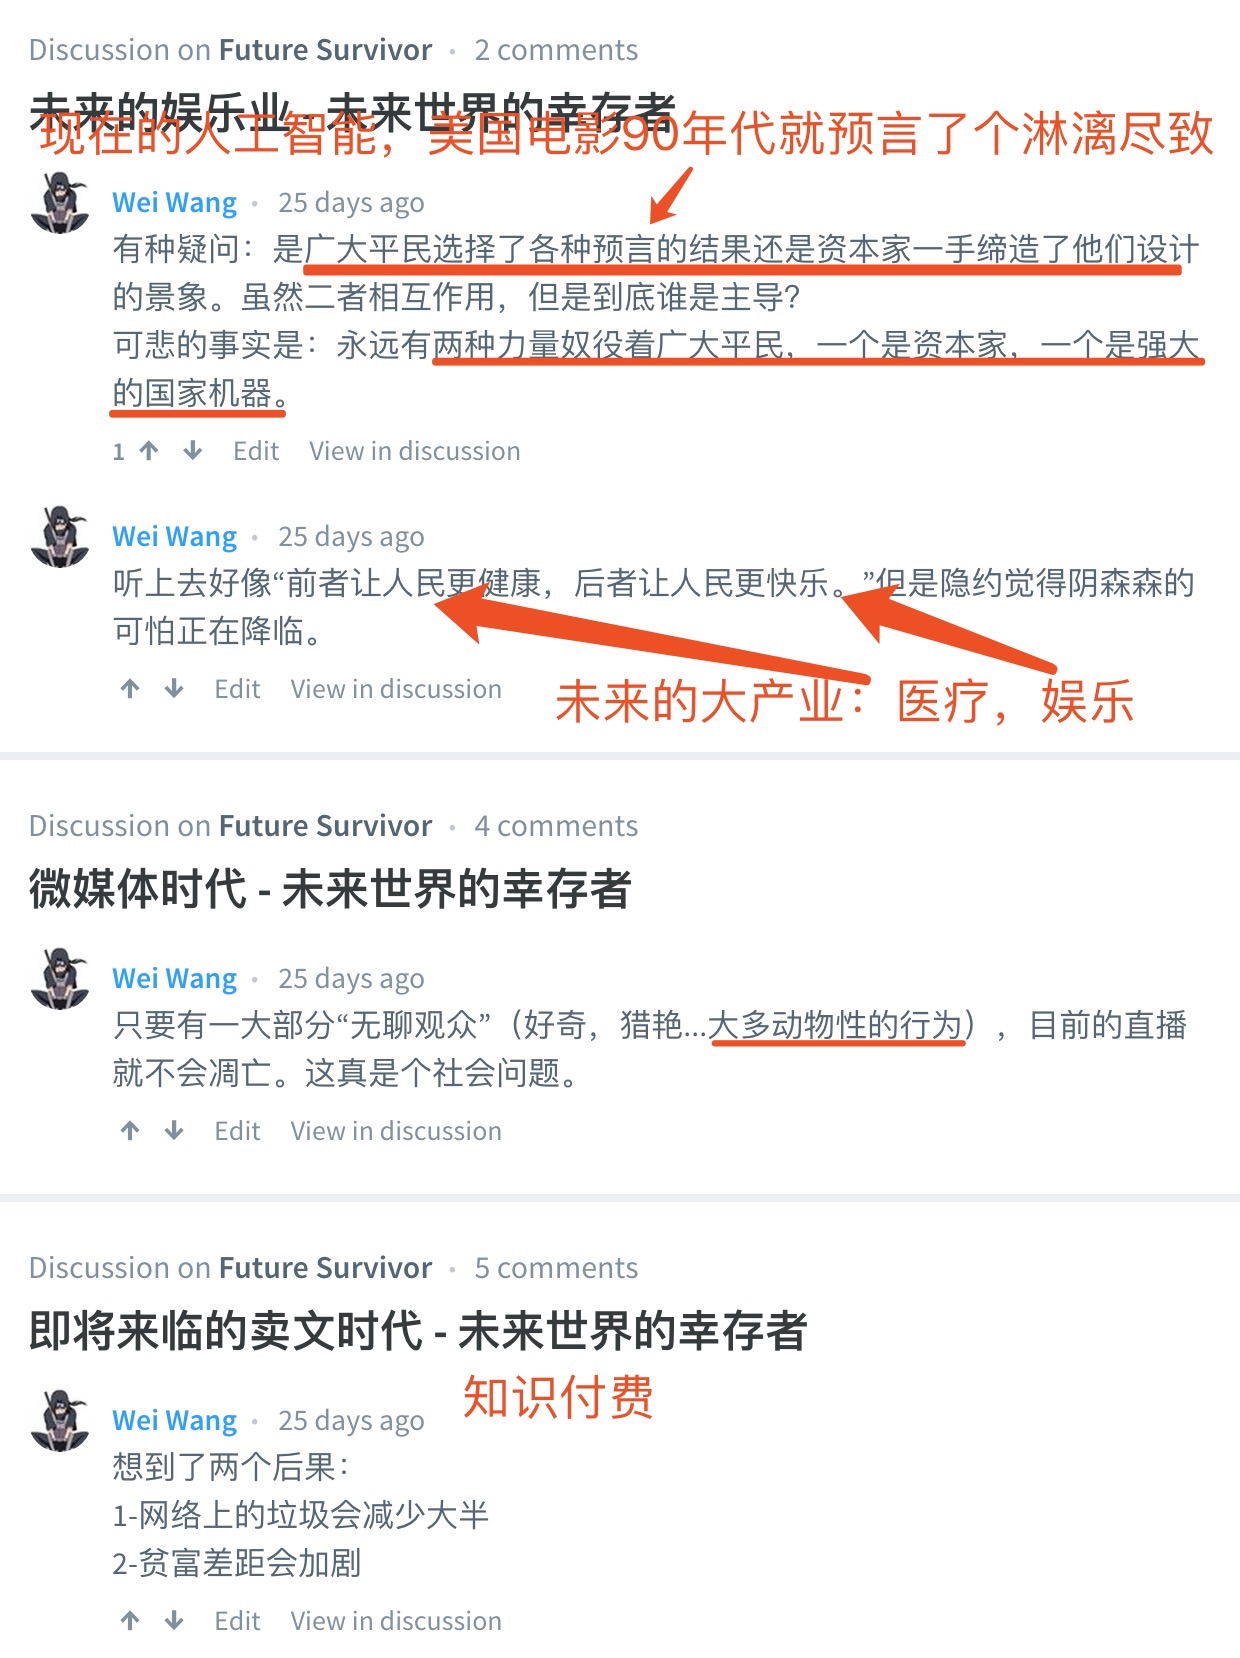 Discussion on Future Survivor • 2 comments
未来的娱乐业 - 未来世界的幸存者
现在的人工智能，美国电影90年代就预言了个淋漓尽致
Wei Wang • 25 days ago
有种疑问：是广大平民选择了各种预言的结果还是资本家一手缔造了他们设计
的景象。虽然二者相互作用，但是到底谁是主导？
可悲的事实是：永远有两种力量奴役着广大平民，一个是资本家，一个是强大
的国家机器。
1 Edit View in discussion
Wei Wang • 25 days ago
听上去好像“前者让人民更健康，后者让人民更快乐。”但是隐约觉得阴森森的
可怕正在降临。
Edit View in discussion
未来的大产业：医疗，娱乐
Discussion on Future Survivor • 4 comments
微媒体时代 - 未来世界的幸存者
Wei Wang • 25 days ago
只要有一大部分“无聊观众”（好奇，猎艳...大多动物性的行为），目前的直播
就不会凋亡。这真是个社会问题。
Edit View in discussion
Discussion on Future Survivor • 5 comments
即将来临的卖文时代 - 未来世界的幸存者
知识付费
Wei Wang • 25 days ago
想到了两个后果：
1-网络上的垃圾会减少大半
2-贫富差距会加剧
Edit View in discussion